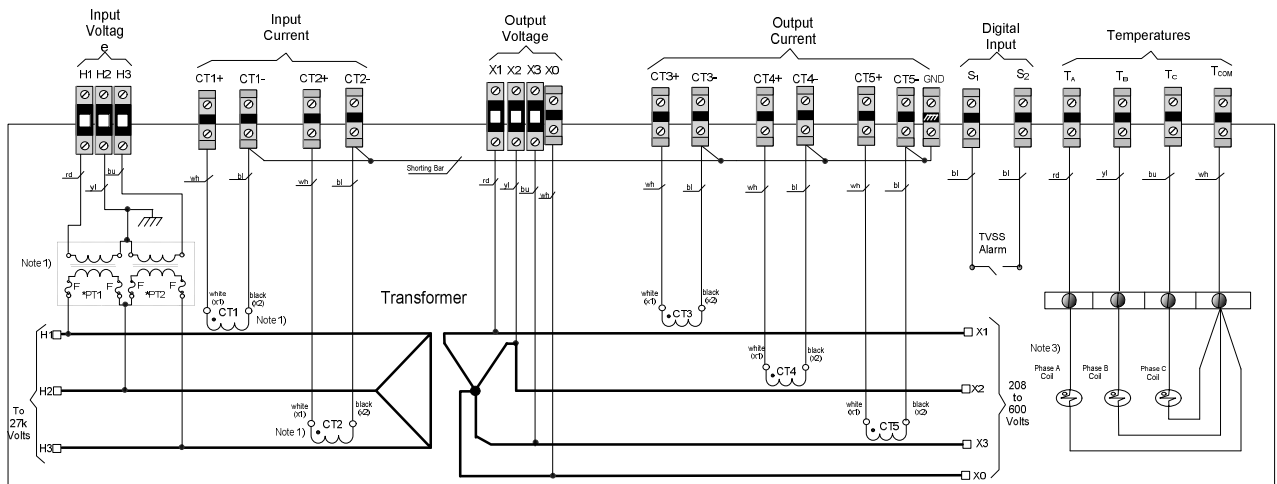 Input
Voltag
e
Input
Current
Output
Voltage
Output
Current
Digital
Input
Temperatures
H1 H2 H3
CT1+ CT1- CT2+ CT2-
X1 X2 X3 X0
CT3+ CT3- CT4+ CT4- CT5+ CT5- GND
S1 S2
TA TB TC TCOM
Shorting Bar
rd yl bu
wh bl wh bl
rd yl bu wh
wh bl wh bl wh bl
bl bl
rd yl bu wh
TVSS
Alarm
Note 1)
F *PT1 F F *PT2 F
white
(x1)
black
(x2)
CT1 Note 1)
Transformer
white
(x1)
black
(x2)
CT3
H1
X1
white
(x1)
black
(x2)
CT4
Note 3)
Phase A
Coil
Phase B
Coil
Phase C
Coil
H2
X2
To
27k
Volts
208
to
600
Volts
white
(x1)
black
(x2)
Note 1) CT2
white
(x1)
black
(x2)
CT5
H3
X3
X0